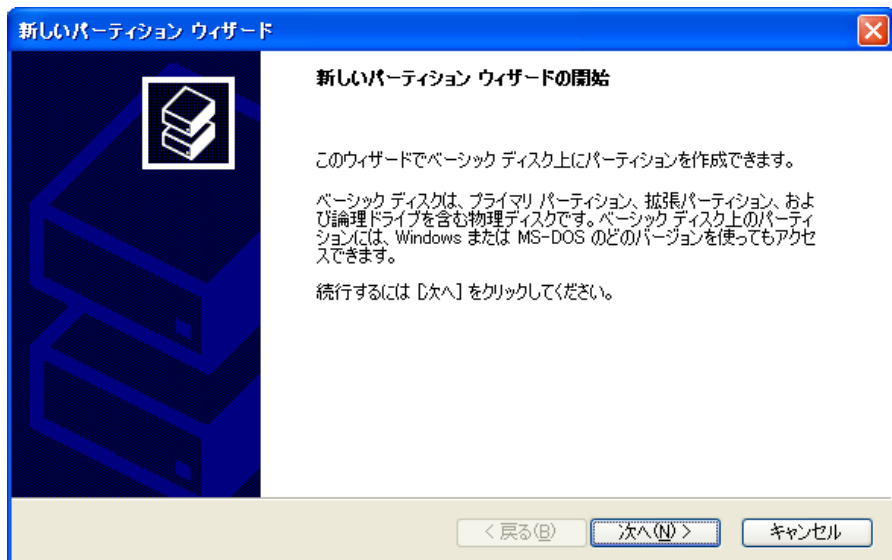 新しいパーティション ウィザード
新しいパーティション ウィザードの開始
このウィザードでベーシック ディスク上にパーティションを作成できます。
ベーシック ディスクは、プライマリ パーティション、拡張パーティション、およ
び論理ドライブを含む物理ディスクです。ベーシック ディスク上のパーティ
ションには、Windows または MS-DOS のどのバージョンを使ってもアクセ
スできます。
続行するには [次へ] をクリックしてください。
< 戻る(B) 次へ(N) > キャンセル